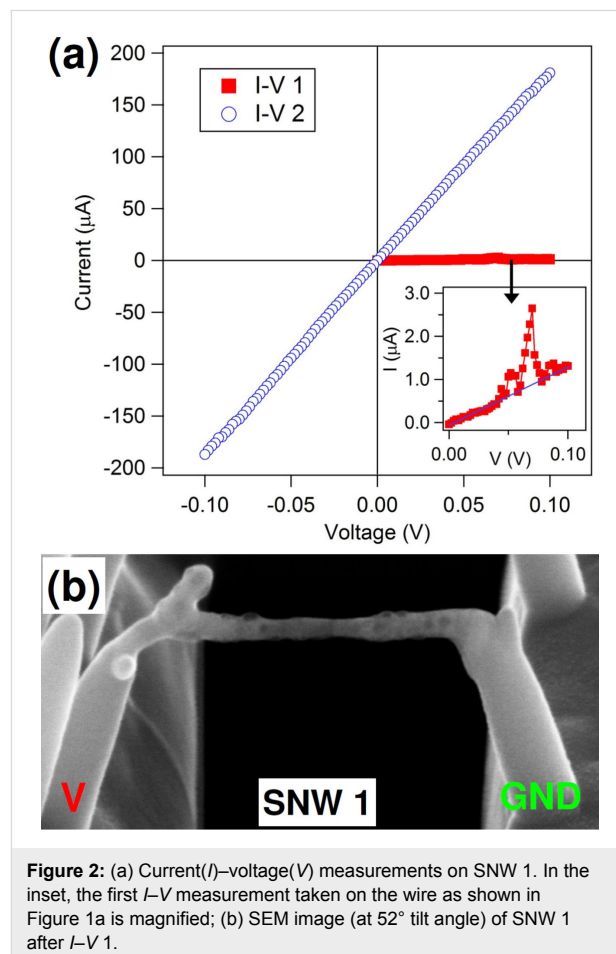 (a)
I-V 1
I-V 2
200
150
100
50
0
-50
-100
-150
-200
Current (µA)
-0.10
-0.05
0.00
0.05
0.10
Voltage (V)
3.0
2.0
1.0
0.0
I (µA)
0.00
0.10
V (V)
(b)
V
SNW 1
GND
Figure 2: (a) Current(I)–voltage(V) measurements on SNW 1. In the
inset, the first I–V measurement taken on the wire as shown in
Figure 1a is magnified; (b) SEM image (at 52° tilt angle) of SNW 1
after I–V 1.